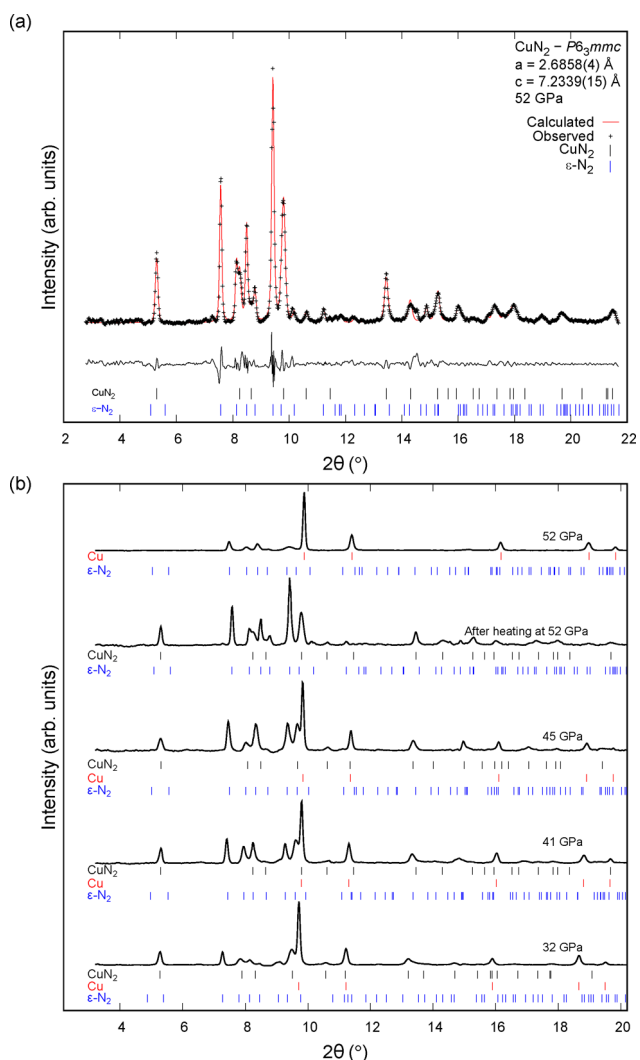 (a)
CuN₂ – P6₃mmc
a = 2.6858(4) Å
c = 7.2339(15) Å
52 GPa
Calculated
Observed
CuN₂
ε-N₂
Intensity (arb. units)
CuN₂
ε-N₂
2 4 6 8 10 12 14 16 18 20 22
2θ (°)
(b)
52 GPa
Cu
ε-N₂
After heating at 52 GPa
CuN₂
ε-N₂
45 GPa
CuN₂
Cu
ε-N₂
41 GPa
CuN₂
Cu
ε-N₂
32 GPa
CuN₂
Cu
ε-N₂
Intensity (arb. units)
4 6 8 10 12 14 16 18 20
2θ (°)